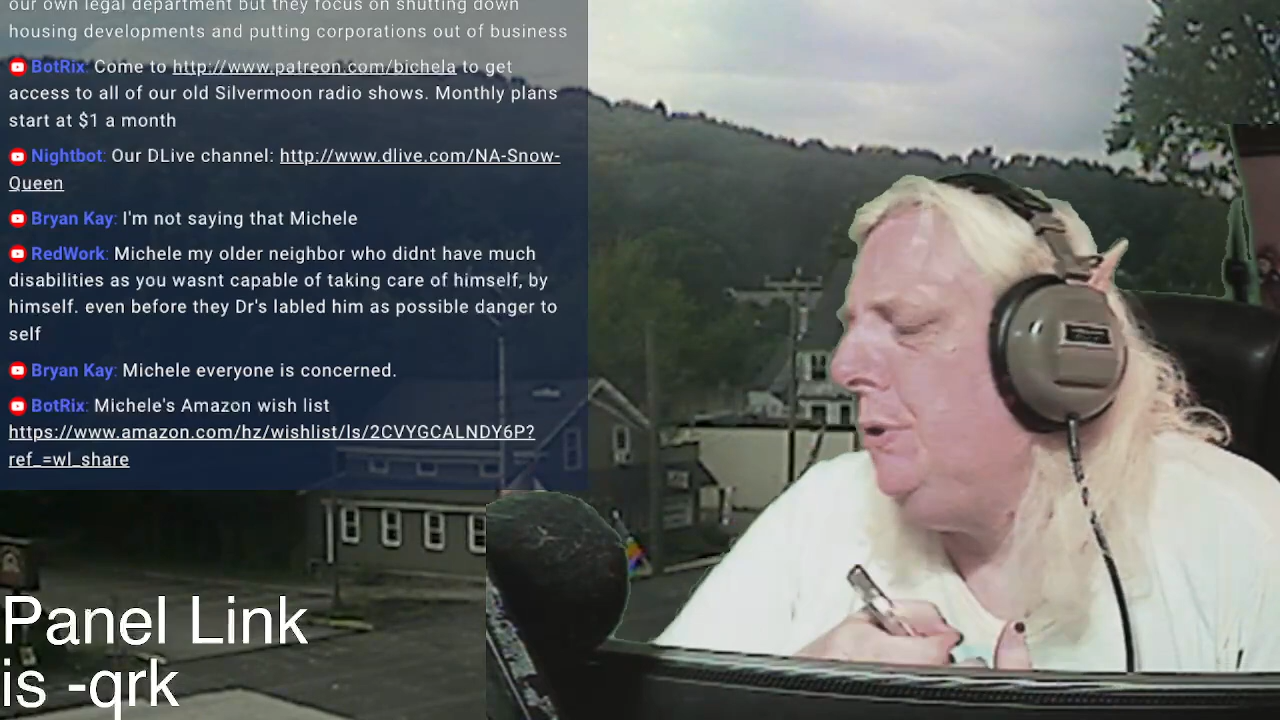 our own legal department but they focus on shutting down
housing developments and putting corporations out of business
BotRix: Come to http://www.patreon.com/bichela to get
access to all of our old Silvermoon radio shows. Monthly plans
start at $1 a month
Nightbot: Our DLive channel: http://www.dlive.com/NA-Snow-
Queen
Bryan Kay: I'm not saying that Michele
RedWork: Michele my older neighbor who didnt have much
disabilities as you wasnt capable of taking care of himself, by
himself. even before they Dr's labled him as possible danger to
self
Bryan Kay: Michele everyone is concerned.
BotRix: Michele's Amazon wish list
https://www.amazon.com/hz/wishlist/ls/2CVYGCALNDY6P?
ref_=wl_share
Panel Link
is -qrk